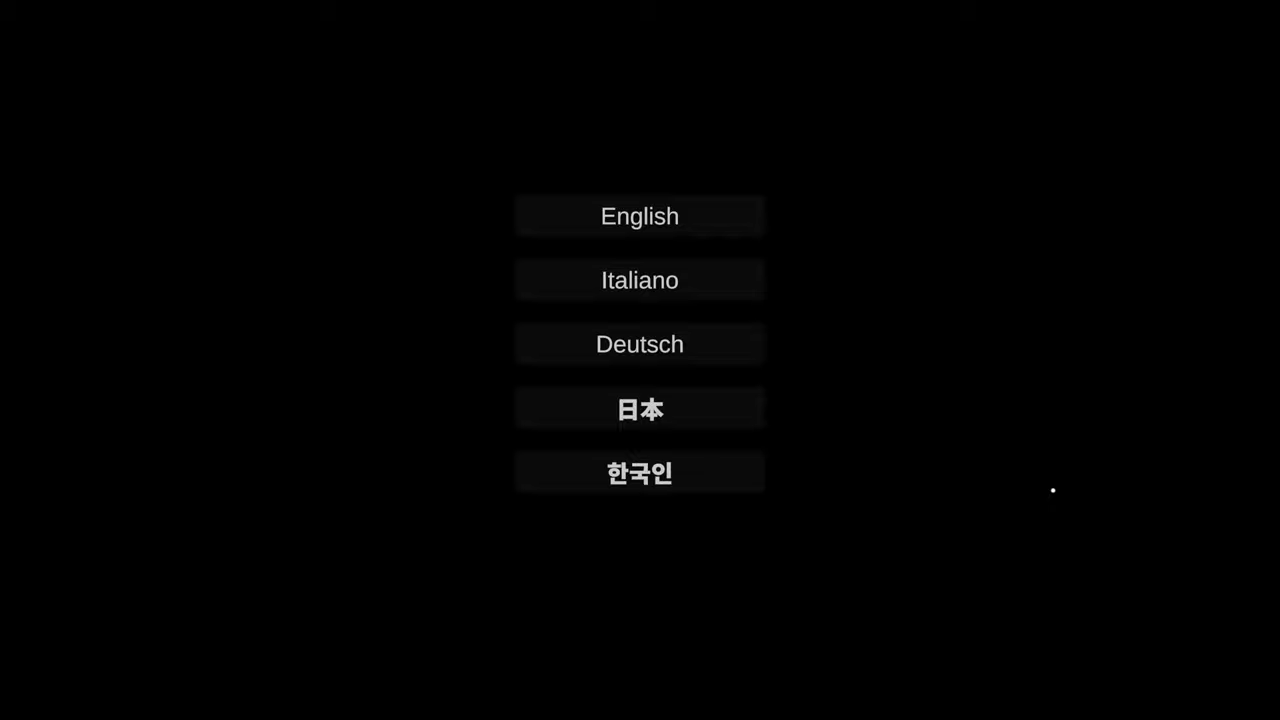 English
Italiano
Deutsch
日本
한국인